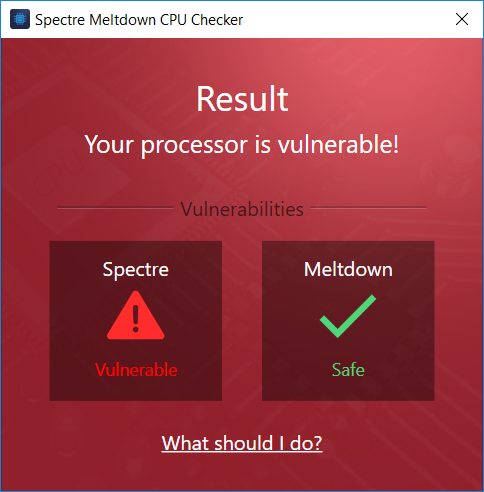 Spectre Meltdown CPU Checker
Result
Your processor is vulnerable!
Vulnerabilities
Spectre
Vulnerable
Meltdown
Safe
What should I do?